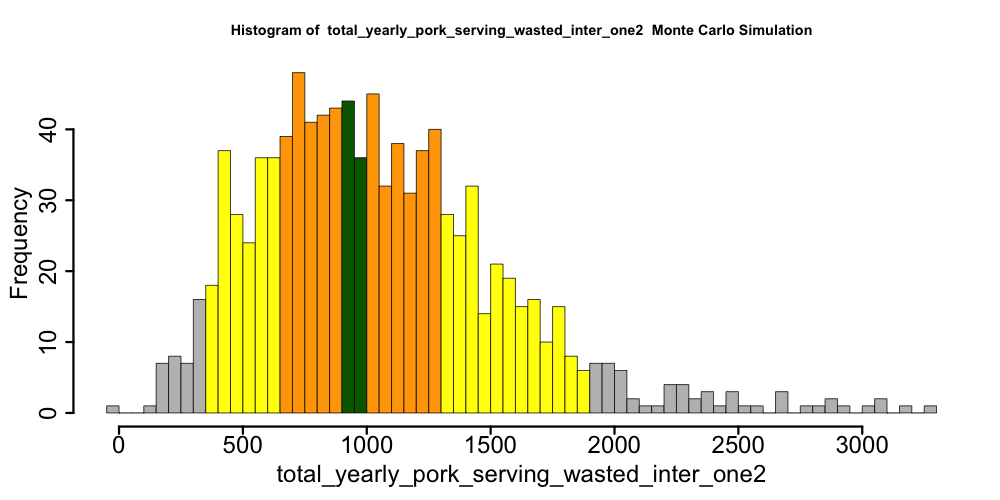 Histogram of total_yearly_pork_serving_wasted_inter_one2 Monte Carlo Simulation
Frequency
40
30
20
10
0
0 500 1000 1500 2000 2500 3000
total_yearly_pork_serving_wasted_inter_one2